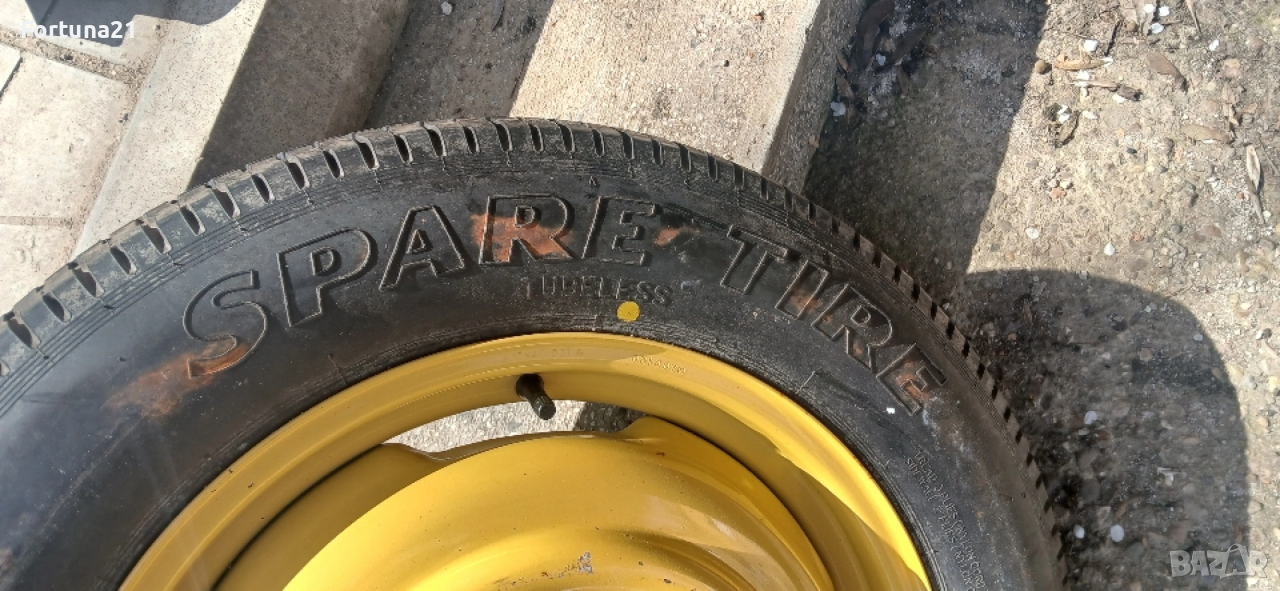 fortuna21
SPARE TIRE
TUBELESS
BAZAR